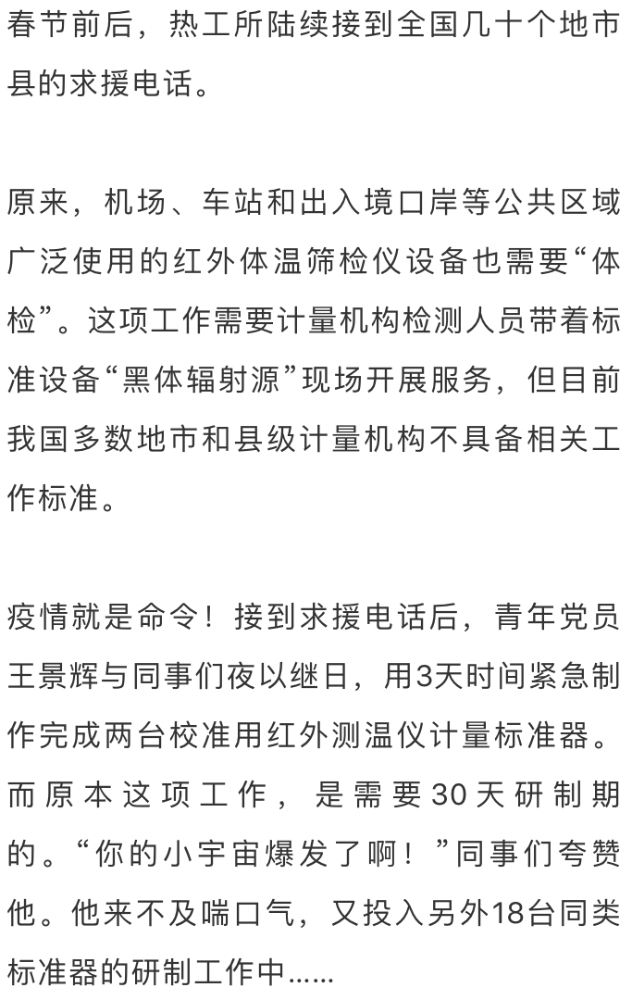 春节前后，热工所陆续接到全国几十个地市
县的求援电话。
原来，机场、车站和出入境口岸等公共区域
广泛使用的红外体温筛检仪设备也需要“体
检”。这项工作需要计量机构检测人员带着标
准设备“黑体辐射源”现场开展服务，但目前
我国多数地市和县级计量机构不具备相关工
作标准。
疫情就是命令！接到求援电话后，青年党员
王景辉与同事们夜以继日，用3天时间紧急制
作完成两台校准用红外测温仪计量标准器。
而原本这项工作，是需要30天研制期
的。“你的小宇宙爆发了啊！”同事们夸赞
他。他来不及喘口气，又投入另外18台同类
标准器的研制工作中……